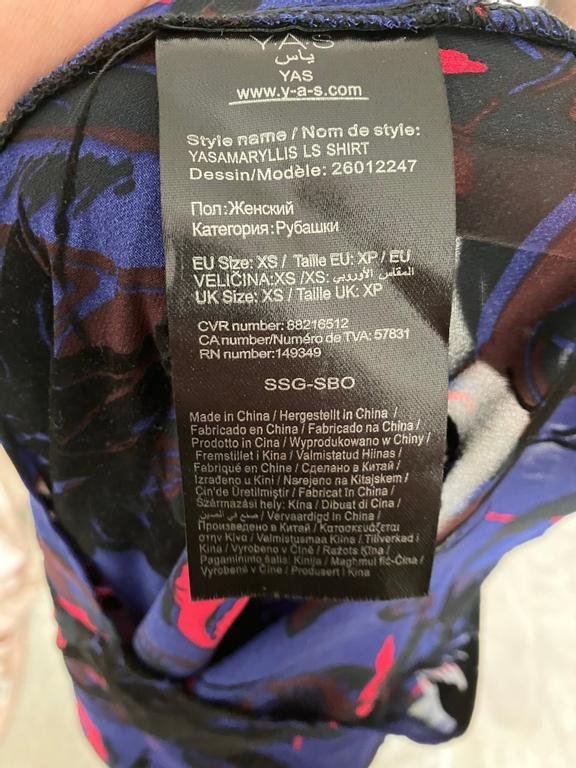 YAS
ياس
YAS
www.y-a-s.com
Style name / Nom de style:
YASAMARYLLIS LS SHIRT
Dessin/Modèle: 26012247
Пол:Женский
Категория:Рубашки
EU Size: XS / Taille EU: XP / EU
VELIČINA:XS /XS: المقاس الأوروبي
UK Size: XS / Taille UK: XP
CVR number: 88216512
CA number/Numéro de TVA: 57831
RN number:149349
SSG-SBO
Made in China / Hergestellt in China /
Fabricado en China / Fabricado na China /
Prodotto in Cina / Wyprodukowano w Chiny /
Fremstillet i Kina / Valmistatud Hiinas /
Fabriqué en Chine / Сделано в Китай /
Izrađeno u Kini / Narejeno na Kitajskem /
Çin'de Üretilmiştir / Fabricat în China /
Származási hely: Kína / Dibuat di Cina /
صنع في الصين / Vervaardigd in China /
Произведено в Китай / Κατασκευάζεται
στην Κίνα / Valmistusmaa Kiina / Tillverkad i
Kina / Vyrobeno v Číně / Ražots Ķīna /
Pagaminimo šalis: Kinija / Maghmul fiċ-Ċina /
Vyrobené v Číne / Produsert i Kina